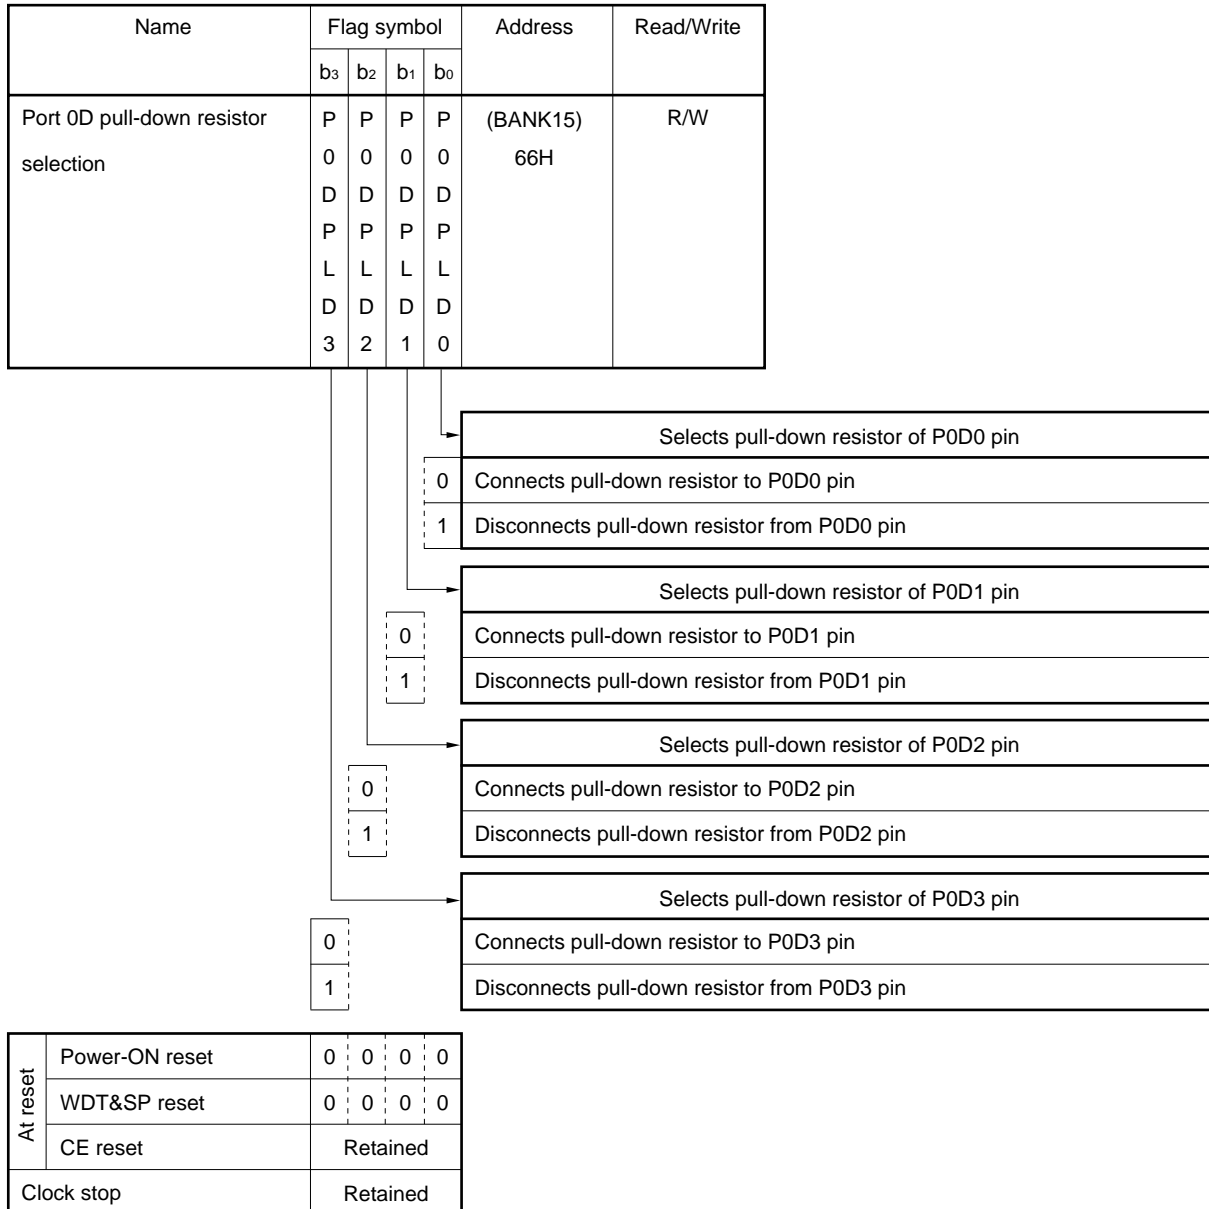 Name Flag symbol Address Read/Write
b3 b2 b1 b0
Port 0D pull-down resistor P P P P (BANK15) R/W
selection 0 0 0 0 66H
D D D D
P P P P
L L L L
D D D D
3 2 1 0
Selects pull-down resistor of P0D0 pin
0 Connects pull-down resistor to P0D0 pin
1 Disconnects pull-down resistor from P0D0 pin
Selects pull-down resistor of P0D1 pin
0 Connects pull-down resistor to P0D1 pin
1 Disconnects pull-down resistor from P0D1 pin
Selects pull-down resistor of P0D2 pin
0 Connects pull-down resistor to P0D2 pin
1 Disconnects pull-down resistor from P0D2 pin
Selects pull-down resistor of P0D3 pin
0 Connects pull-down resistor to P0D3 pin
1 Disconnects pull-down resistor from P0D3 pin
At reset
Power-ON reset 0 0 0 0
WDT&SP reset 0 0 0 0
CE reset Retained
Clock stop Retained